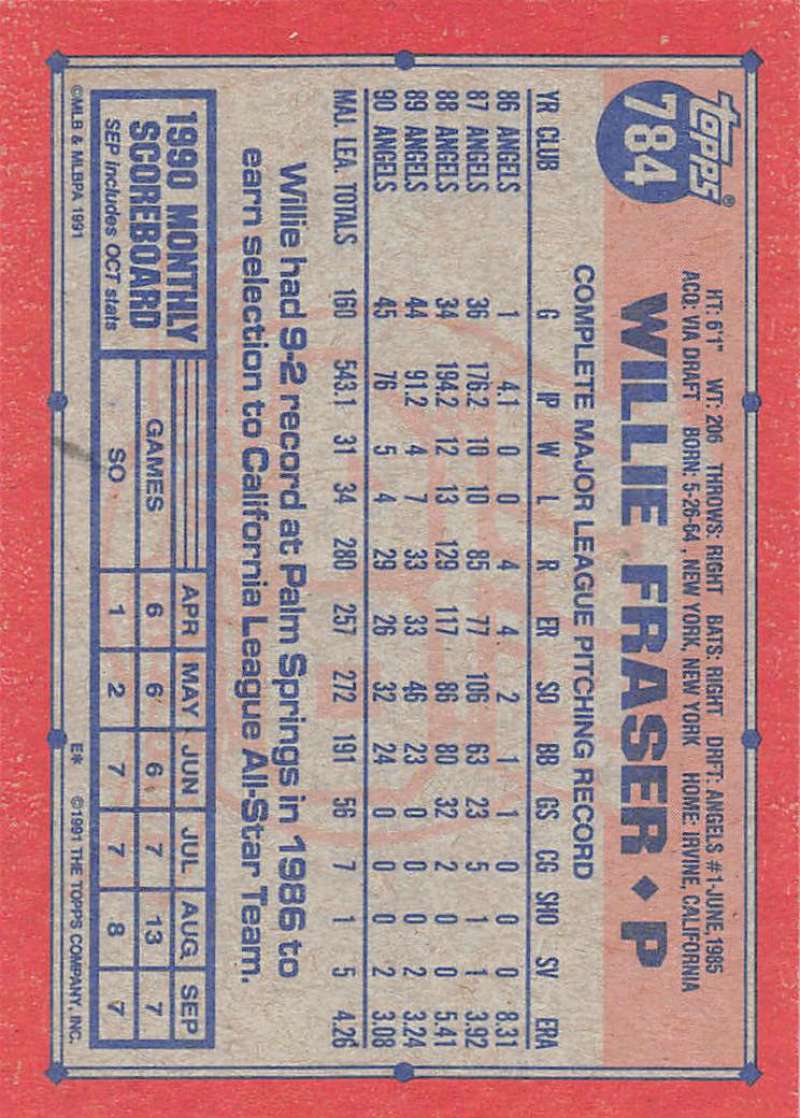 topps®
784
HT: 6'1" WT: 206 THROWS: RIGHT BATS: RIGHT DRFT: ANGELS #1-JUNE, 1985
ACQ: VIA DRAFT BORN: 5-26-64, NEW YORK, NEW YORK HOME: IRVINE, CALIFORNIA
WILLIE FRASER ◆ P
COMPLETE MAJOR LEAGUE PITCHING RECORD
YR CLUB G IP W L R ER SO BB GS CG SHO SV ERA
86 ANGELS 1 4.1 0 0 4 4 2 1 1 0 0 0 8.31
87 ANGELS 36 176.2 10 10 85 77 106 63 23 5 1 1 3.92
88 ANGELS 34 194.2 12 13 129 117 86 80 32 2 0 0 5.41
89 ANGELS 44 91.2 4 7 33 33 46 23 0 0 0 2 3.24
90 ANGELS 45 76 5 4 29 26 32 24 0 0 0 2 3.08
MAJ. LEA. TOTALS 160 543.1 31 34 280 257 272 191 56 7 1 5 4.26
Willie had 9-2 record at Palm Springs in 1986 to
earn selection to California League All-Star Team.
1990 MONTHLY
SCOREBOARD
SEP includes OCT stats
APR MAY JUN JUL AUG SEP
GAMES 6 6 6 7 13 7
SO 1 2 7 7 8 7
©MLB & MLBPA 1991
E* ©1991 THE TOPPS COMPANY, INC.